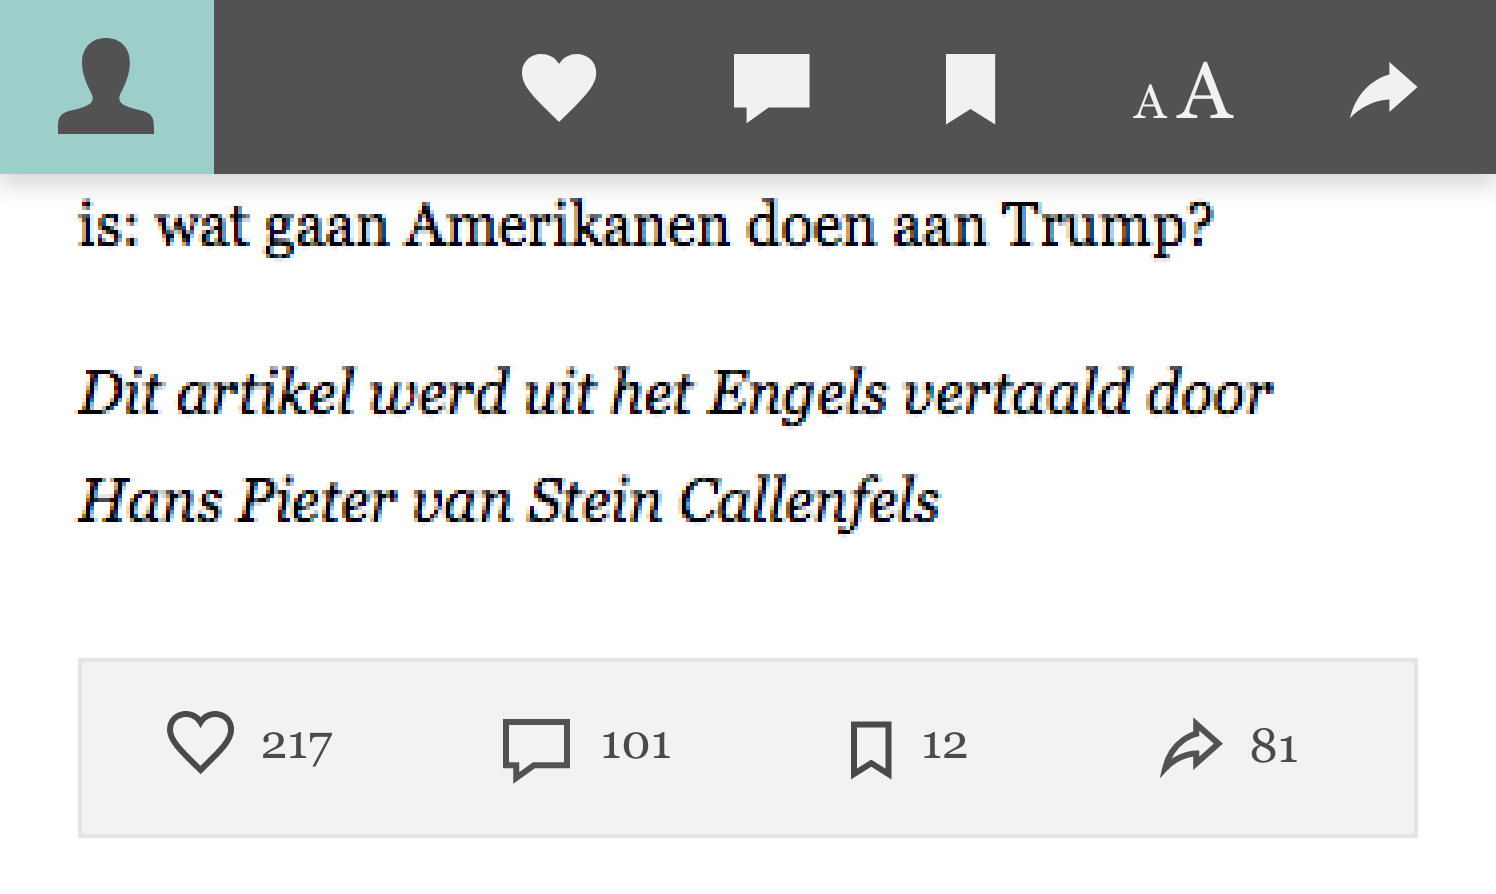 A A
is: wat gaan Amerikanen doen aan Trump?
Dit artikel werd uit het Engels vertaald door
Hans Pieter van Stein Callenfels
217 101 12 81